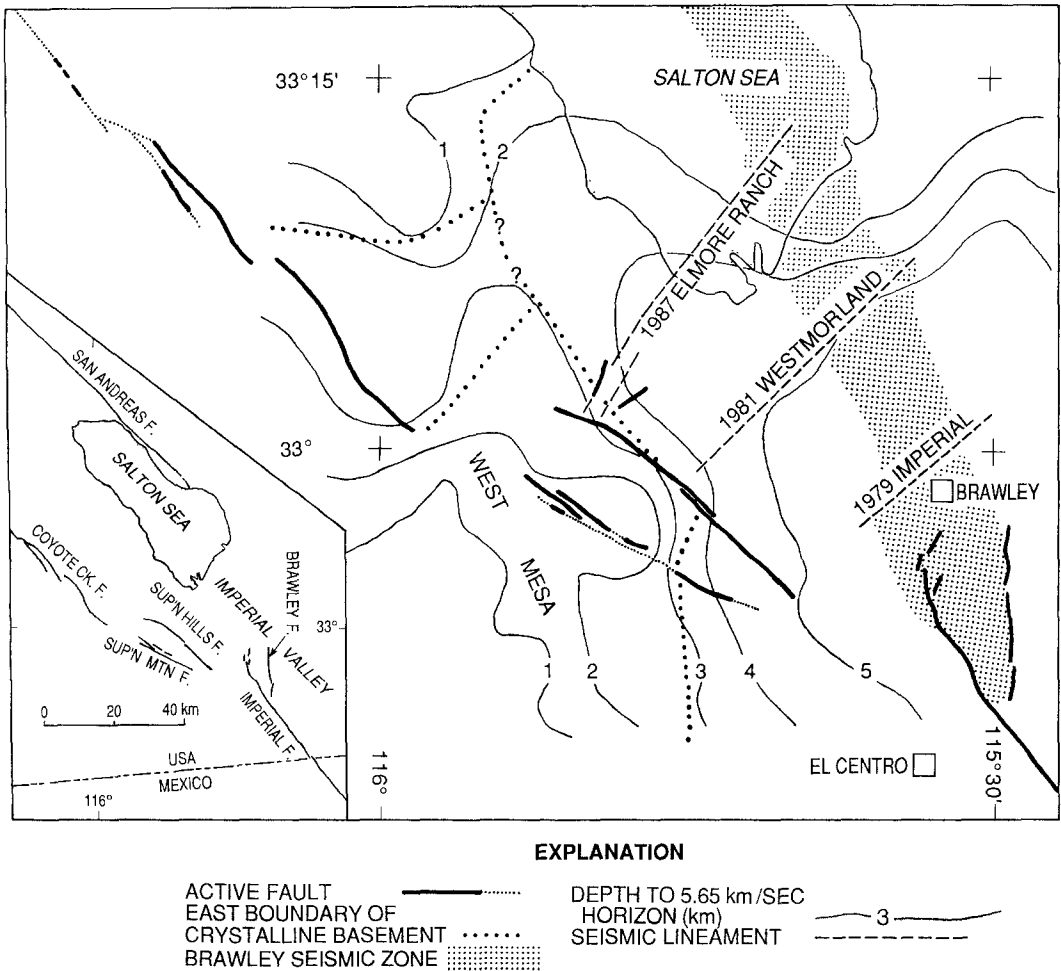 33° 15'
SALTON SEA
1
2
?
?
1987 ELMORE RANCH
1981 WESTMORLAND
1979 IMPERIAL
33°
BRAWLEY
WEST
MESA
1
2
3
4
5
EL CENTRO
116°
115°30'
SAN ANDREAS F.
SALTON SEA
COYOTE CK. F.
SUP'N HILLS F.
SUP'N MTN F.
IMPERIAL
VALLEY
BRAWLEY F.
33°
IMPERIAL F.
0 20 40 km
USA
MEXICO
116°
EXPLANATION
ACTIVE FAULT
EAST BOUNDARY OF
CRYSTALLINE BASEMENT
BRAWLEY SEISMIC ZONE
DEPTH TO 5.65 km/SEC
HORIZON (km)
3
SEISMIC LINEAMENT